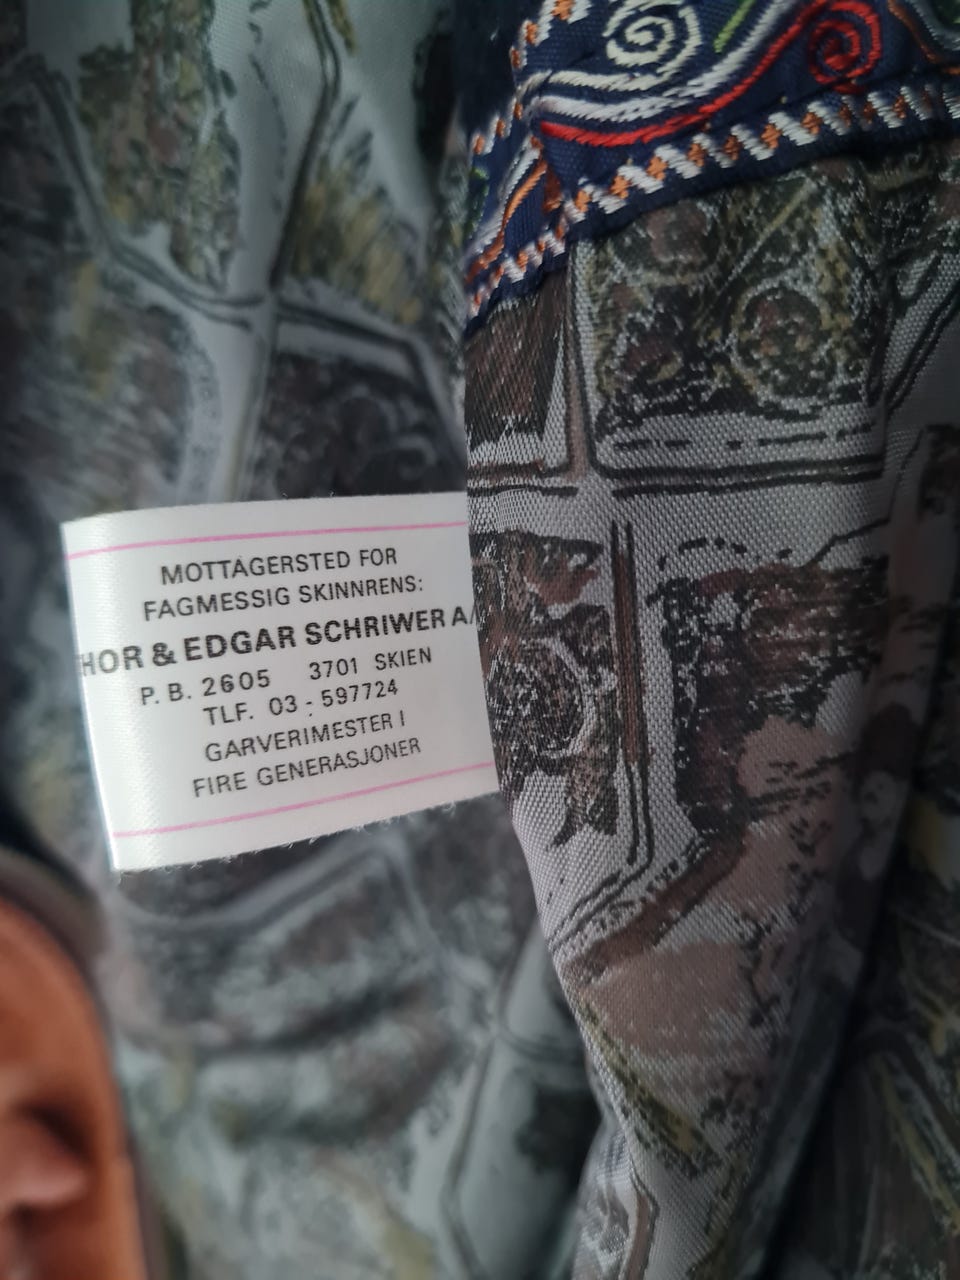 MOTTAGERSTED FOR
FAGMESSIG SKINNRENS:
HOR & EDGAR SCHRIWER A/
P. B. 2605 3701 SKIEN
TLF. 03 - 597724
GARVERIMESTER I
FIRE GENERASJONER